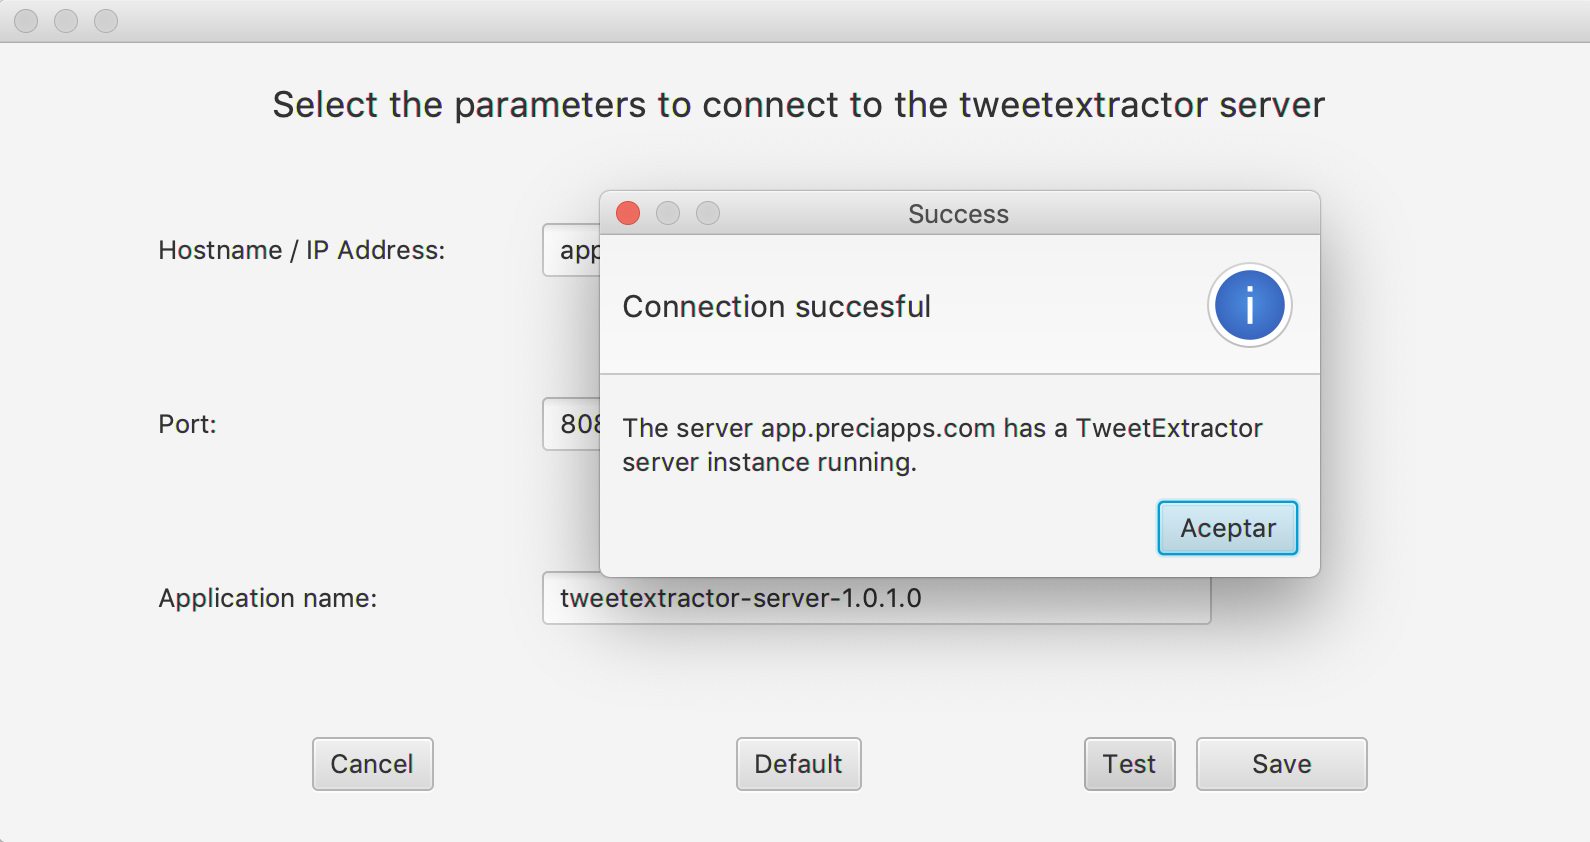 Select the parameters to connect to the tweetextractor server
Success
Hostname / IP Address:
Connection succesful
i
Port:
The server app.preciapps.com has a TweetExtractor
server instance running.
Aceptar
Application name:
tweetextractor-server-1.0.1.0
Cancel
Default
Test
Save